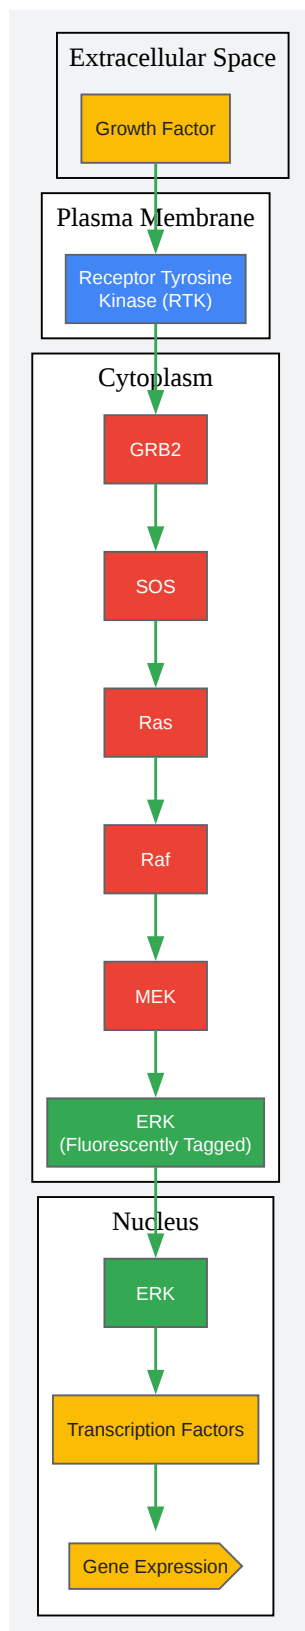 Extracellular Space
Growth Factor
Plasma Membrane
Receptor Tyrosine
Kinase (RTK)
Cytoplasm
GRB2
SOS
Ras
Raf
MEK
ERK
(Fluorescently Tagged)
Nucleus
ERK
Transcription Factors
Gene Expression